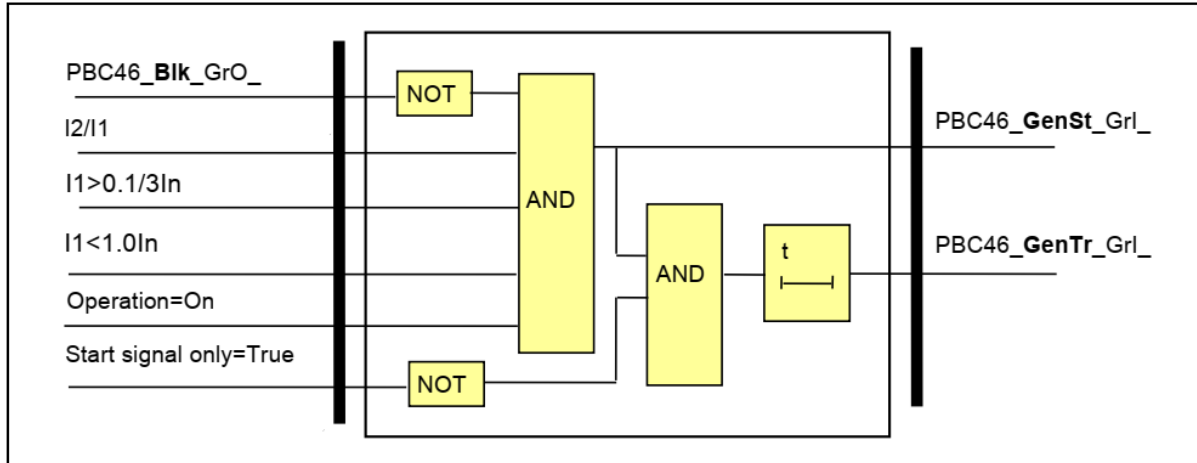 PBC46_Blk_GrO_
NOT
I2/I1
I1>0.1/3In
I1<1.0In
Operation=On
Start signal only=True
NOT
AND
AND
t
PBC46_GenSt_GrI_
PBC46_GenTr_GrI_